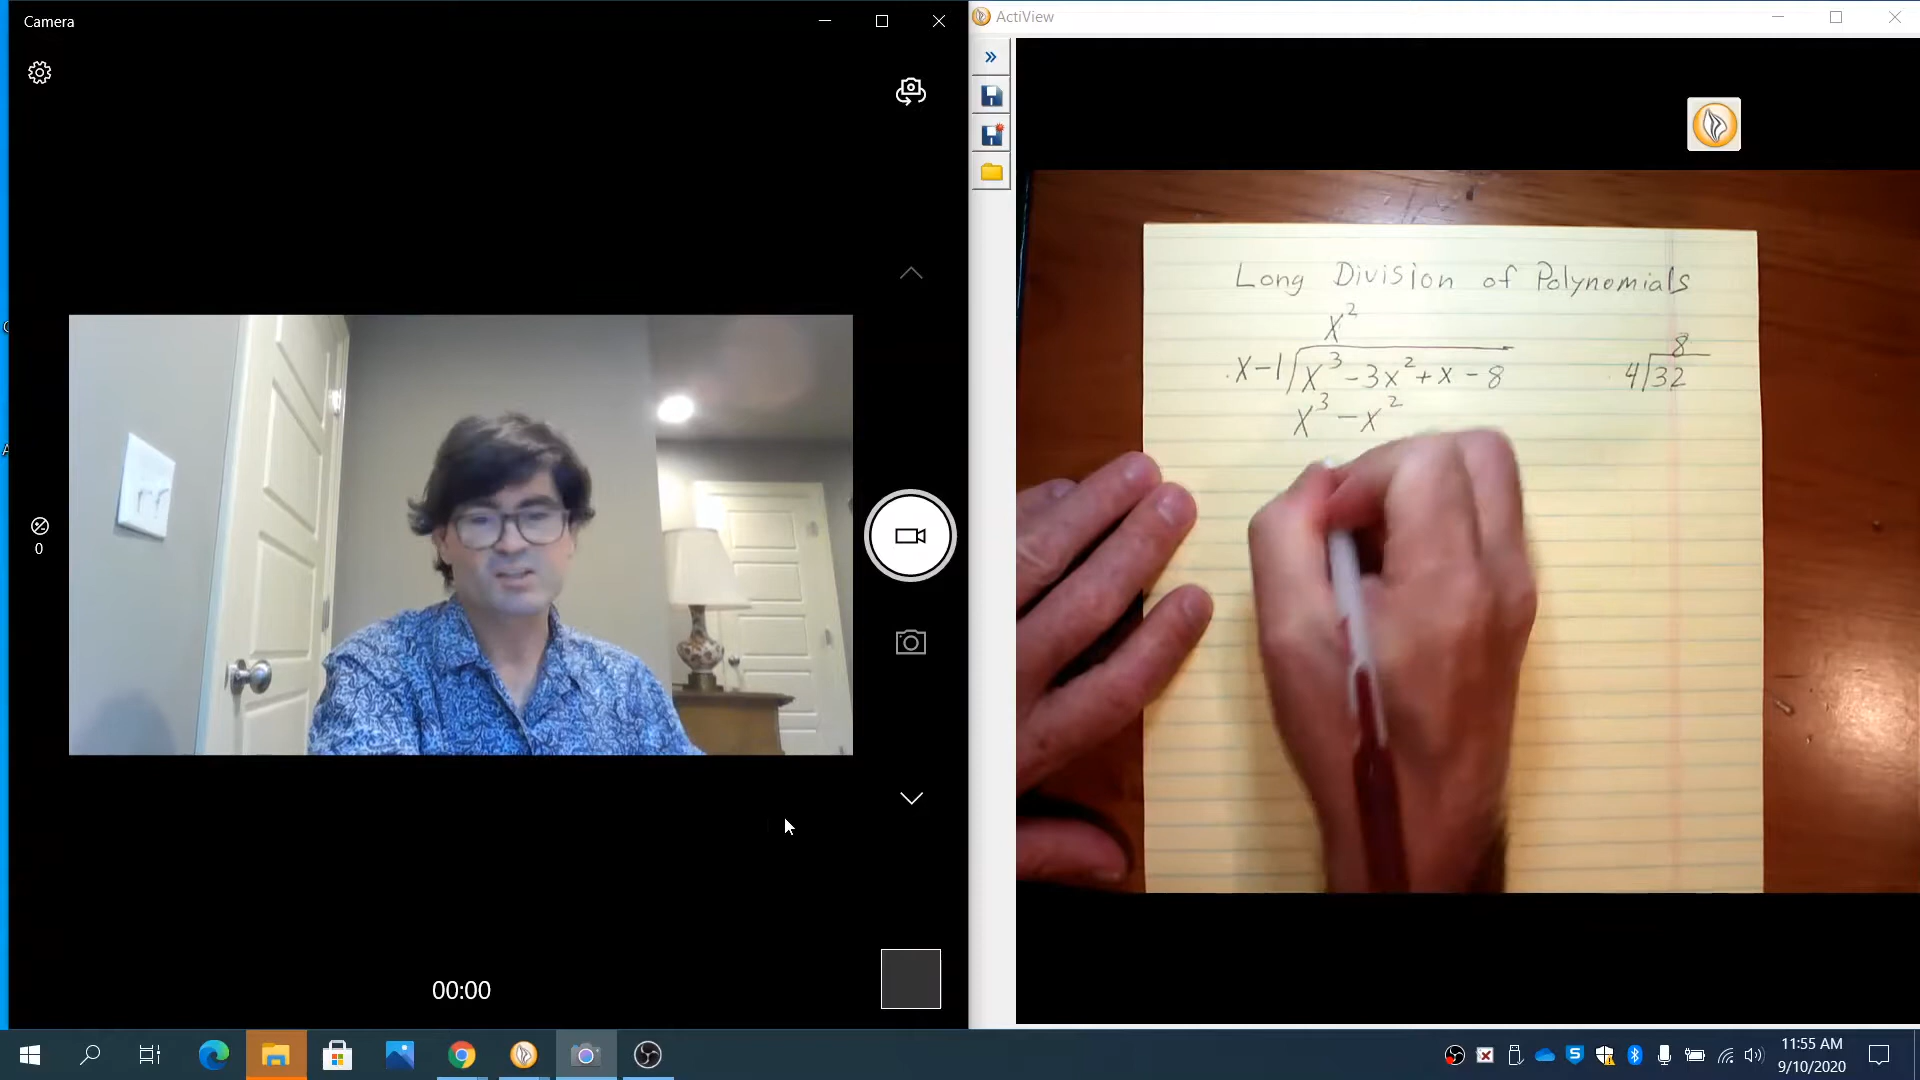 Camera
ActiView
Long Division of Polynomials
x²
8
x-1 x³-3x²+x-8
4 32
x³-x²
0
00:00
11:55 AM
9/10/2020